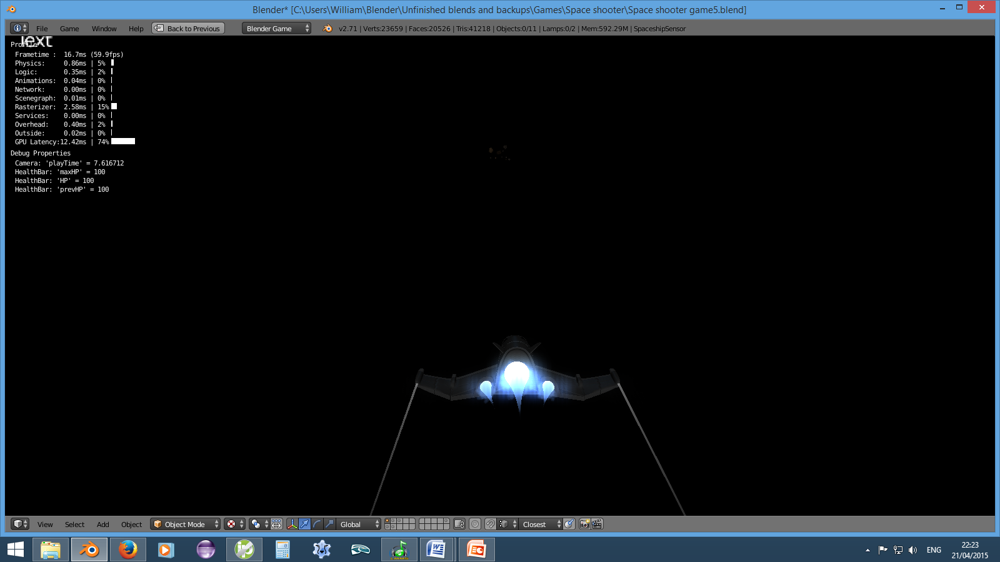 Blender* [C:\Users\William\Blender\Unfinished blends and backups\Games\Space shooter\Space shooter game5.blend]
File Game Window Help Back to Previous Blender Game v2.71 | Verts:23659 | Faces:20526 | Tris:41218 | Objects:0/11 | Lamps:0/2 | Mem:592.29M | SpaceshipSensor
Text
Frametime : 16.7ms (59.9fps)
Physics: 0.86ms | 5%
Logic: 0.35ms | 2%
Animations: 0.04ms | 0%
Network: 0.00ms | 0%
Scenegraph: 0.01ms | 0%
Rasterizer: 2.58ms | 15%
Services: 0.00ms | 0%
Overhead: 0.40ms | 2%
Outside: 0.02ms | 0%
GPU Latency:12.42ms | 74%
Debug Properties
Camera: 'playTime' = 7.616712
HealthBar: 'maxHP' = 100
HealthBar: 'HP' = 100
HealthBar: 'prevHP' = 100
View Select Add Object Object Mode Global Closest
ENG
22:23
21/04/2015